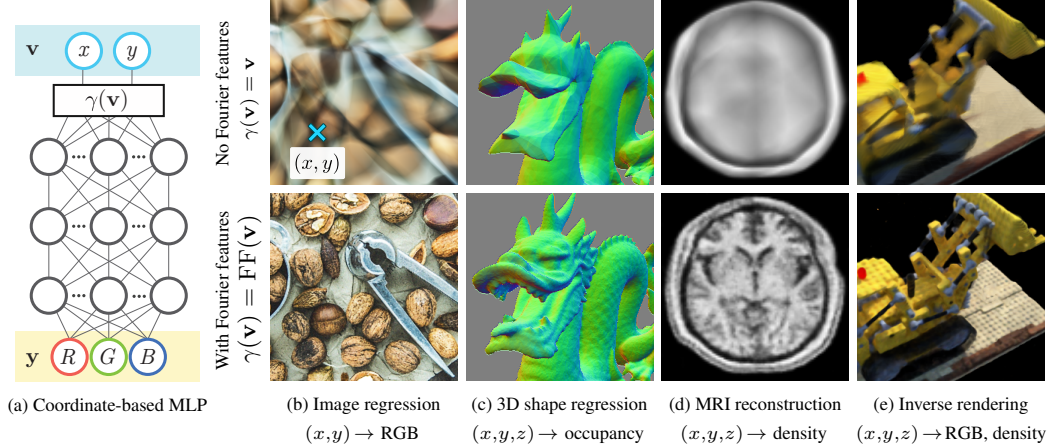 v
x
y
γ(v)
y
R
G
B
(a) Coordinate-based MLP
No Fourier features
γ(v) = v
With Fourier features
γ(v) = FF(v)
(x, y)
(b) Image regression
(x,y) → RGB
(c) 3D shape regression
(x,y,z) → occupancy
(d) MRI reconstruction
(x,y,z) → density
(e) Inverse rendering
(x,y,z) → RGB, density